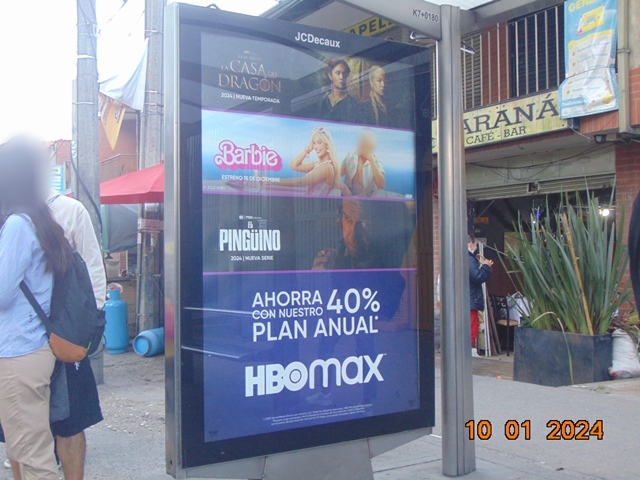 K7+0180
JCDecaux
LA
CASA DEL
DRAGÓN
2024 | NUEVA TEMPORADA
Barbie
ESTRENO 15 DE DICIEMBRE
EL
PINGÜINO
2024 | NUEVA SERIE
AHORRA 40%
CON NUESTRO
PLAN ANUAL*
HBOmax
ARÄNÁ
CAFÉ - BAR
10 01 2024